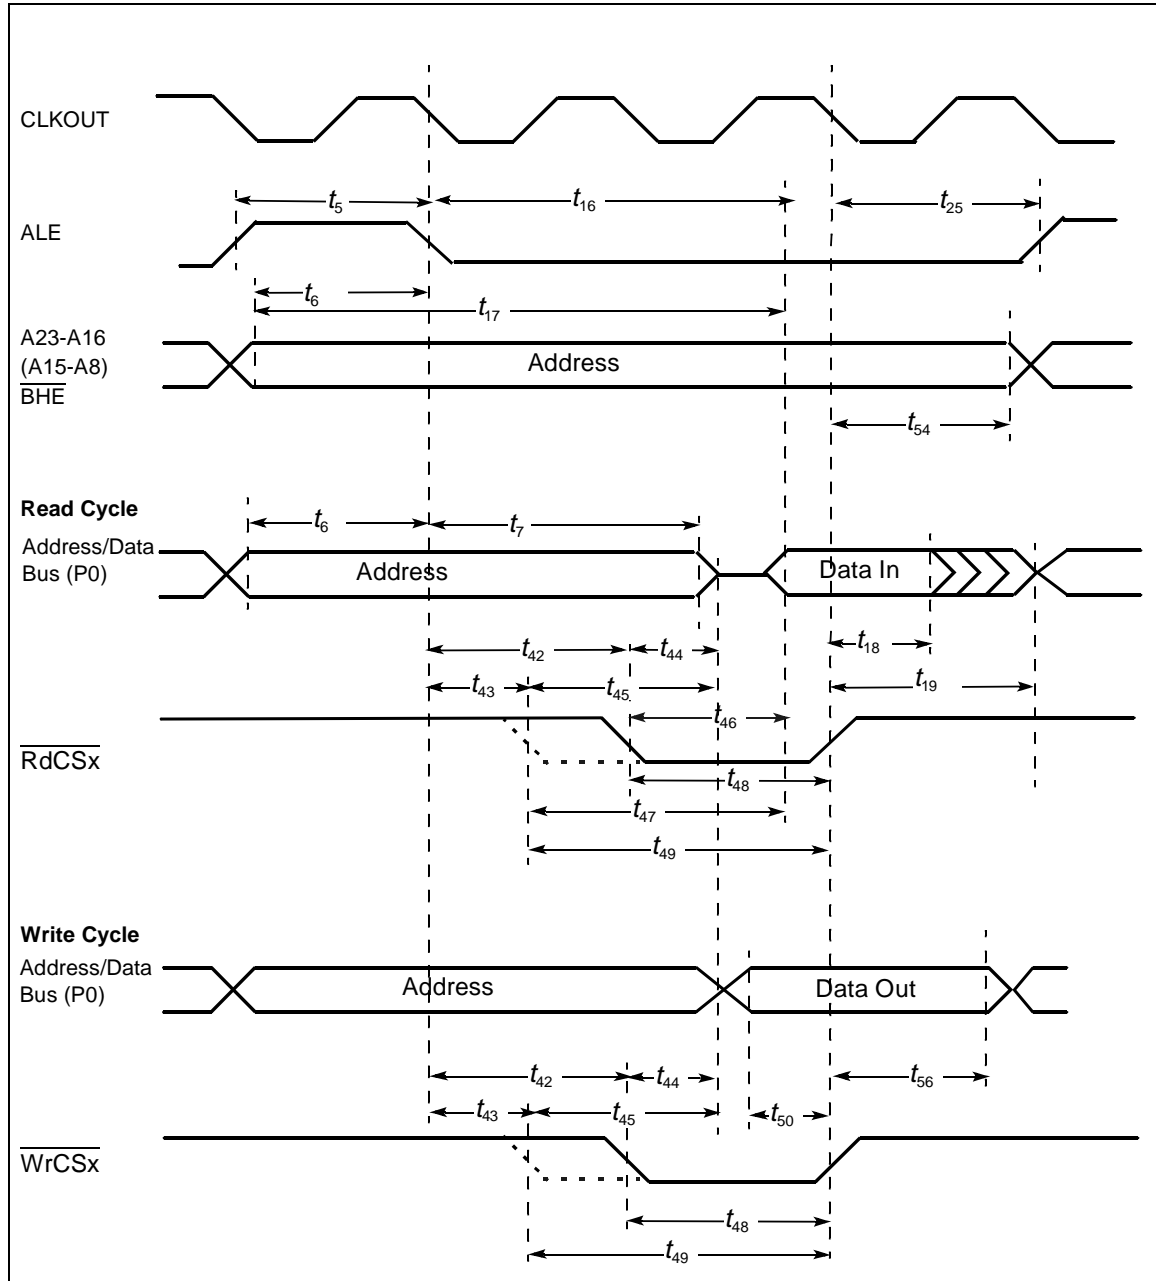 CLKOUT
t5
t16
t25
ALE
t6
t17
A23-A16
(A15-A8)
BHE
Address
t54
Read Cycle
t6
t7
Address/Data
Bus (P0)
Address
Data In
t42
t44
t18
t43
t45
t19
t46
RdCSx
t48
t47
t49
Write Cycle
Address/Data
Bus (P0)
Address
Data Out
t42
t44
t56
t43
t45
t50
WrCSx
t48
t49